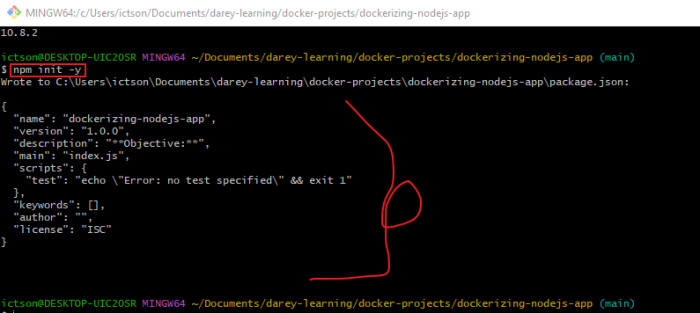 MINGW64:/c/Users/ictson/Documents/darey-learning/docker-projects/dockerizing-nodejs-app
10.8.2
ictson@DESKTOP-UIC2OSR MINGW64 ~/Documents/darey-learning/docker-projects/dockerizing-nodejs-app (main)
$ npm init -y
Wrote to C:\Users\ictson\Documents\darey-learning\docker-projects\dockerizing-nodejs-app\package.json:
{
  "name": "dockerizing-nodejs-app",
  "version": "1.0.0",
  "description": "**Objective:**",
  "main": "index.js",
  "scripts": {
    "test": "echo \"Error: no test specified\" && exit 1"
  },
  "keywords": [],
  "author": "",
  "license": "ISC"
}
ictson@DESKTOP-UIC2OSR MINGW64 ~/Documents/darey-learning/docker-projects/dockerizing-nodejs-app (main)